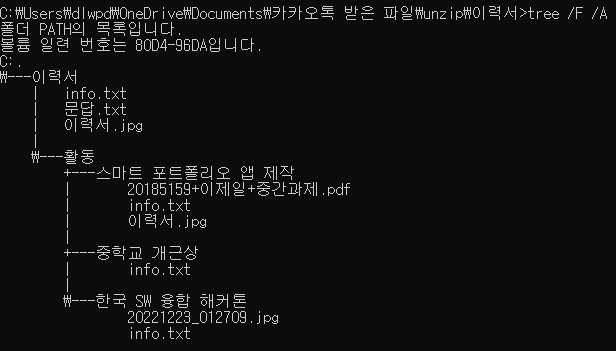 C:₩Users₩dlwpd₩OneDrive₩Documents₩카카오톡 받은 파일₩unzip₩이력서>tree /F /A
폴더 PATH의 목록입니다.
볼륨 일련 번호는 80D4-96DA입니다.
C:.
₩---이력서
    |   info.txt
    |   문답.txt
    |   이력서.jpg
    |
    ₩---활동
        +---스마트 포트폴리오 앱 제작
        |       20185159+이제일+중간과제.pdf
        |       info.txt
        |       이력서.jpg
        |
        +---중학교 개근상
        |       info.txt
        |
        ₩---한국 SW 융합 해커톤
                20221223_012709.jpg
                info.txt